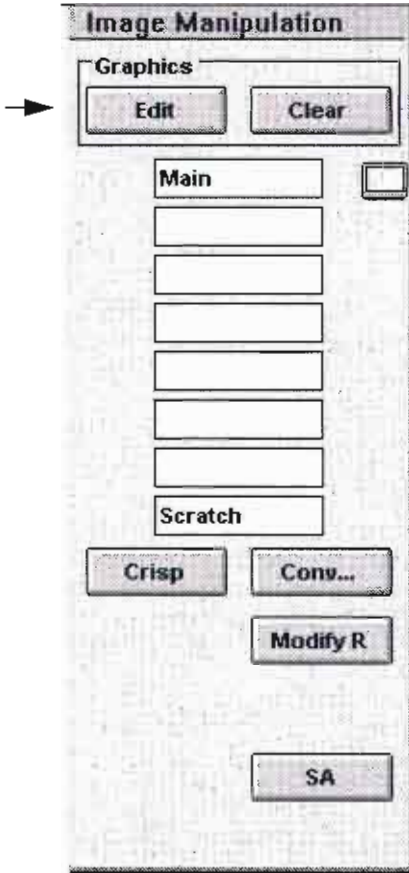 Image Manipulation
Graphics
Edit Clear
Main
Scratch
Crisp Conv...
Modify R
SA